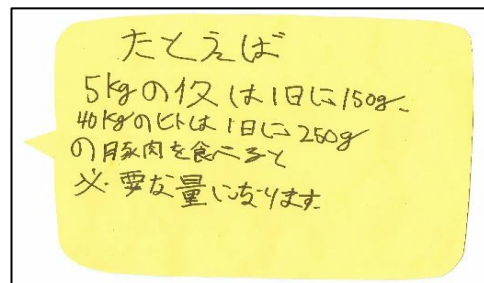 たとえば
5kgのイヌは1日に150g、
40kgのヒトは1日に250g
の豚肉を食べると
必要な量になります。